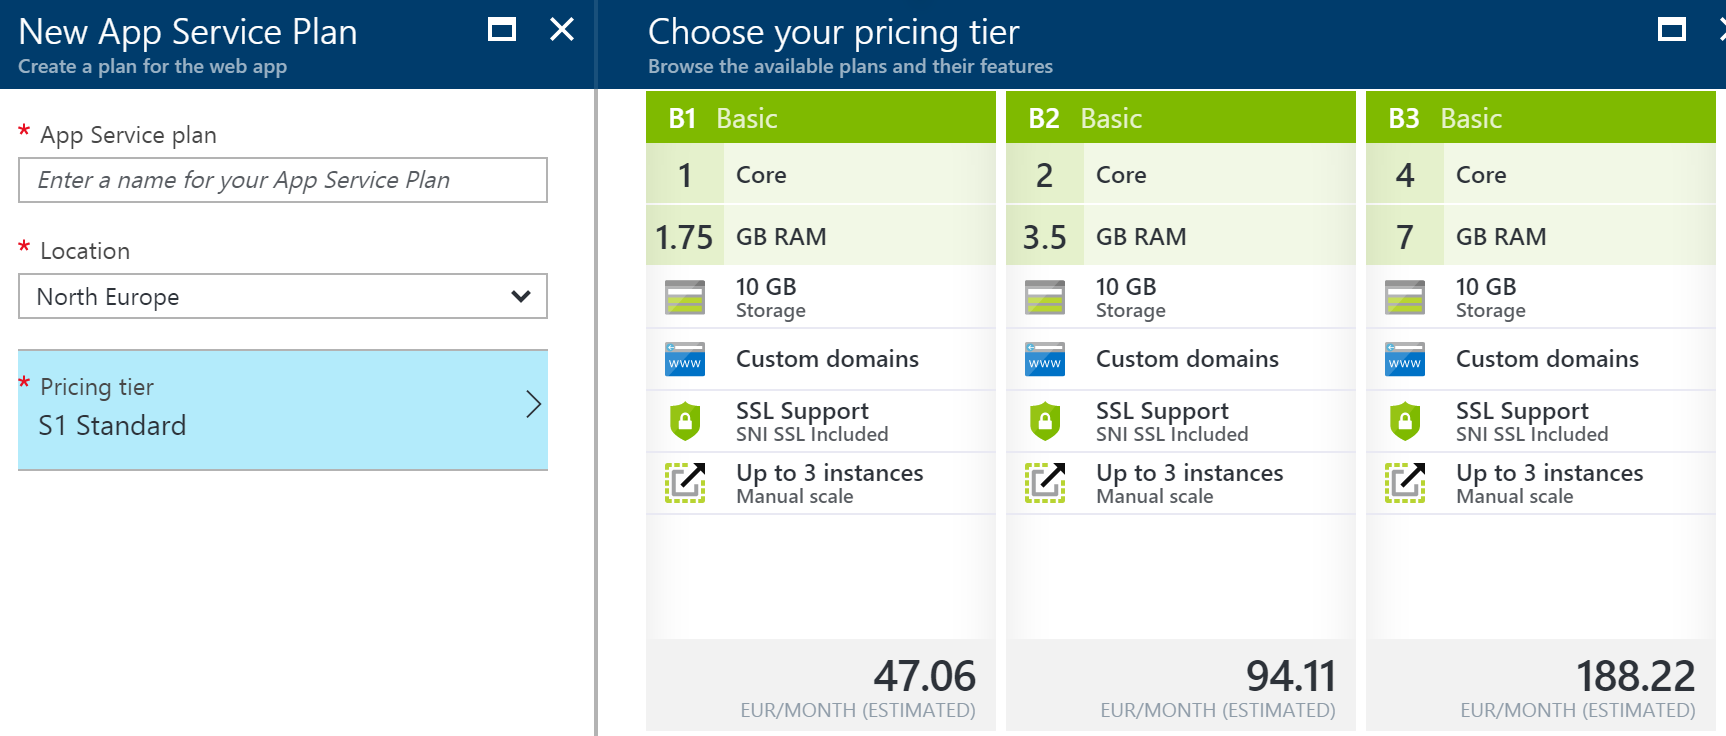 New App Service Plan
Create a plan for the web app
* App Service plan
Enter a name for your App Service Plan
* Location
North Europe
* Pricing tier
S1 Standard
Choose your pricing tier
Browse the available plans and their features
B1 Basic
1 Core
1.75 GB RAM
10 GB
Storage
www
Custom domains
SSL Support
SNI SSL Included
Up to 3 instances
Manual scale
47.06
EUR/MONTH (ESTIMATED)
B2 Basic
2 Core
3.5 GB RAM
10 GB
Storage
www
Custom domains
SSL Support
SNI SSL Included
Up to 3 instances
Manual scale
94.11
EUR/MONTH (ESTIMATED)
B3 Basic
4 Core
7 GB RAM
10 GB
Storage
www
Custom domains
SSL Support
SNI SSL Included
Up to 3 instances
Manual scale
188.22
EUR/MONTH (ESTIMATED)